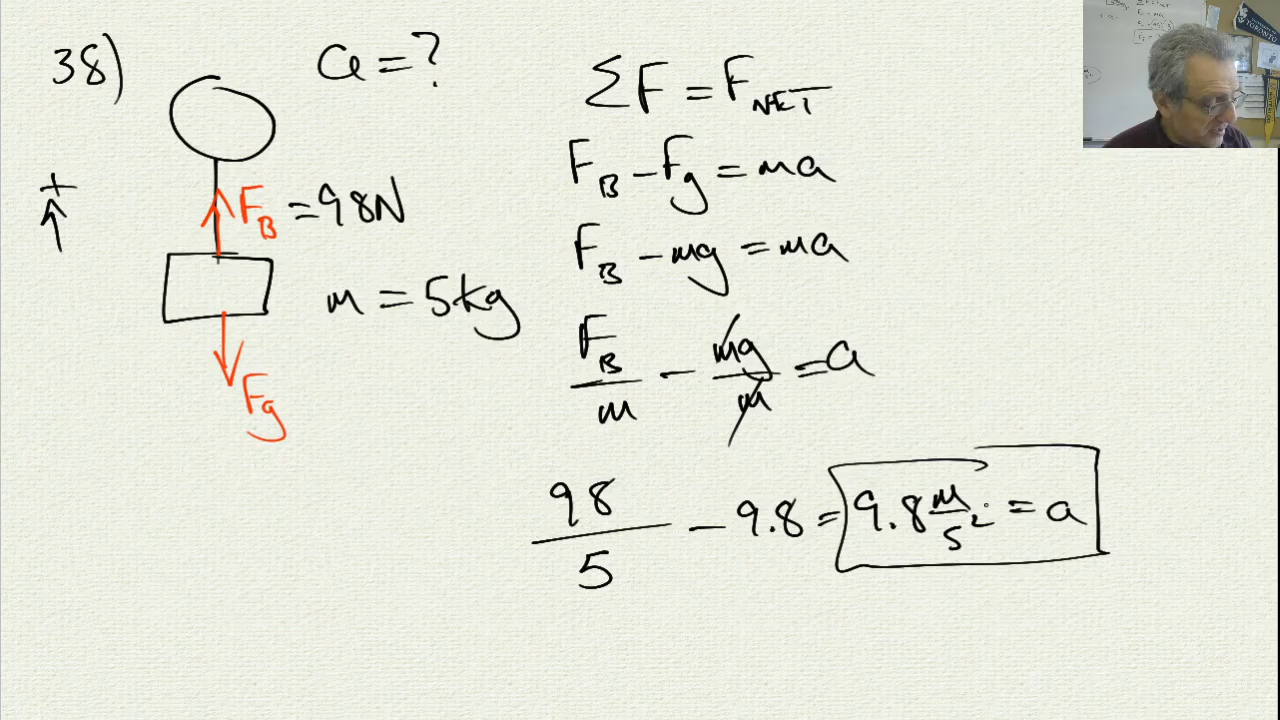 38)
a = ?
+
F_B = 98N
m = 5kg
F_g
ΣF = F_NET
F_B - F_g = ma
F_B - mg = ma
F_B/m - mg/m = a
98/5 - 9.8 = 9.8 m/s² = a
TORONTO